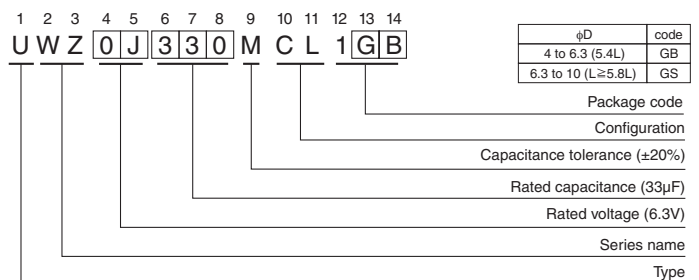 1 2 3 4 5 6 7 8 9 10 11 12 13 14
U W Z 0 J 3 3 0 M C L 1 G B
φD code
4 to 6.3 (5.4L) GB
6.3 to 10 (L≧5.8L) GS
Package code
Configuration
Capacitance tolerance (±20%)
Rated capacitance (33µF)
Rated voltage (6.3V)
Series name
Type